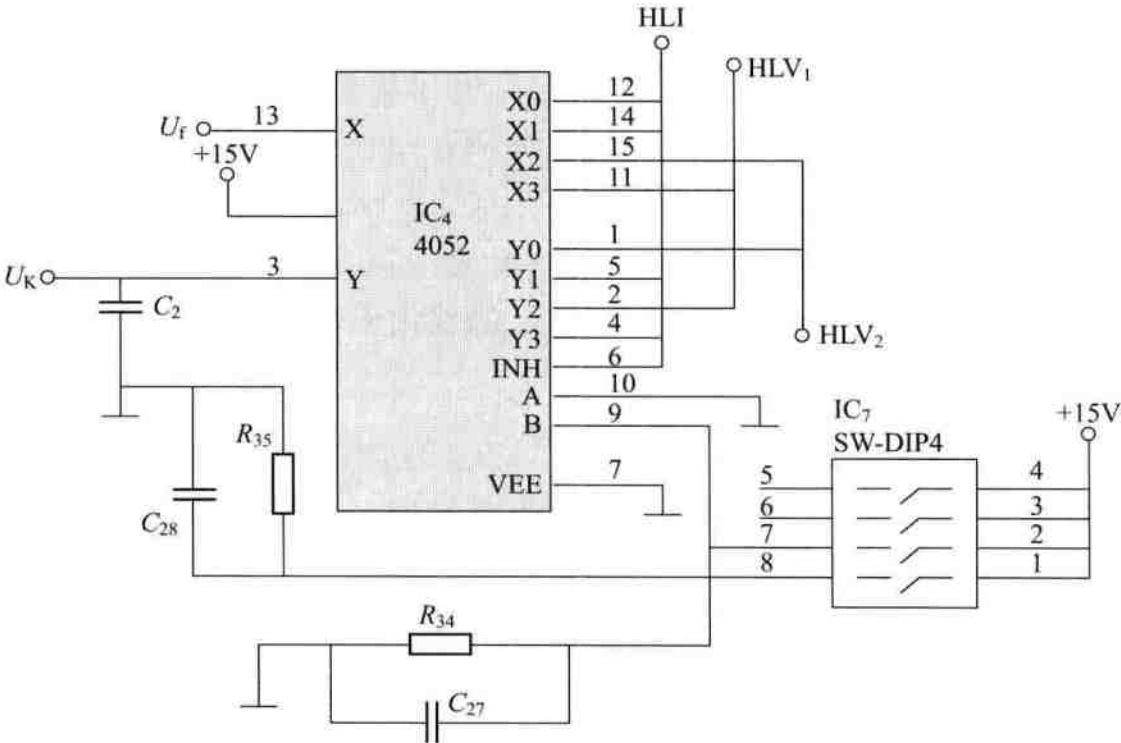 HLI
HLV₁
12
X0
14
X1
13
X
U_f
15
X2
+15V
11
X3
IC₄
4052
1
Y0
U_K
3
Y
5
Y1
2
Y2
C₂
4
Y3
HLV₂
6
INH
10
A
9
B
IC₇
SW-DIP4
+15V
R₃₅
7
VEE
5
4
C₂₈
6
3
7
2
8
1
R₃₄
C₂₇